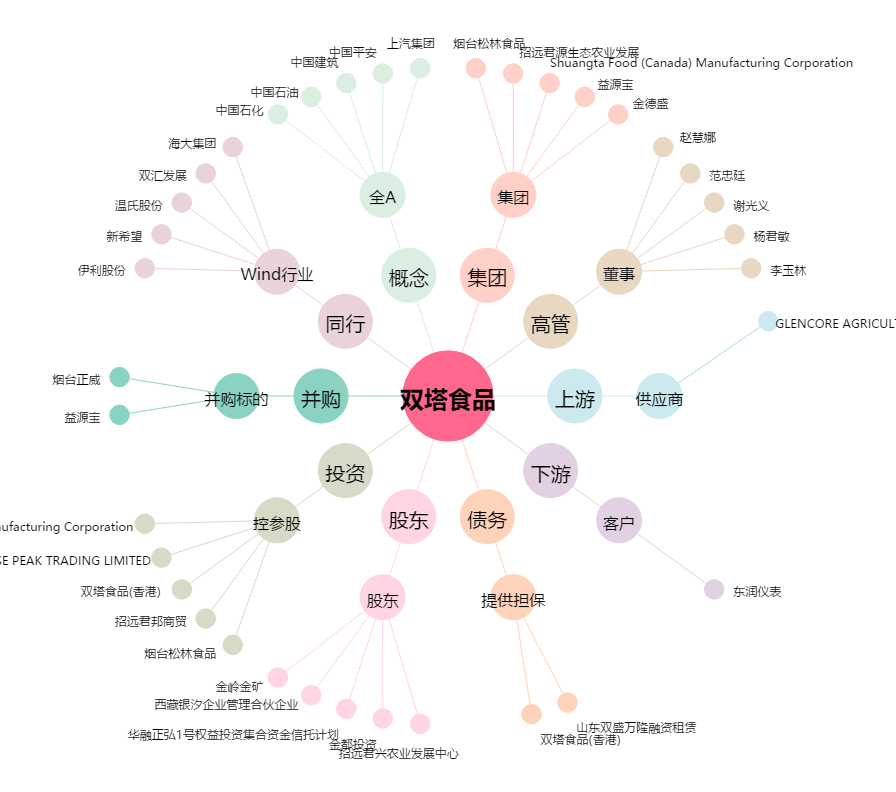 上汽集团
烟台松林食品
中国平安
招远君源生态农业发展
中国建筑
Shuangta Food (Canada) Manufacturing Corporation
中国石油
益源宝
中国石化
金德盛
海大集团
赵慧娜
双汇发展
全A
集团
范忠廷
温氏股份
谢光义
新希望
杨君敏
伊利股份
Wind行业
概念
集团
董事
李玉林
同行
高管
GLENCORE AGRICULT
烟台正威
并购标的
并购
双塔食品
上游
供应商
益源宝
投资
下游
ufacturing Corporation
控参股
股东
债务
客户
SE PEAK TRADING LIMITED
双塔食品(香港)
东润仪表
招远君邦商贸
股东
提供担保
烟台松林食品
金岭金矿
西藏银汐企业管理合伙企业
山东双盛万隆融资租赁
华融正弘1号权益投资集合资金信托计划
双塔食品(香港)
金都投资
招远君兴农业发展中心